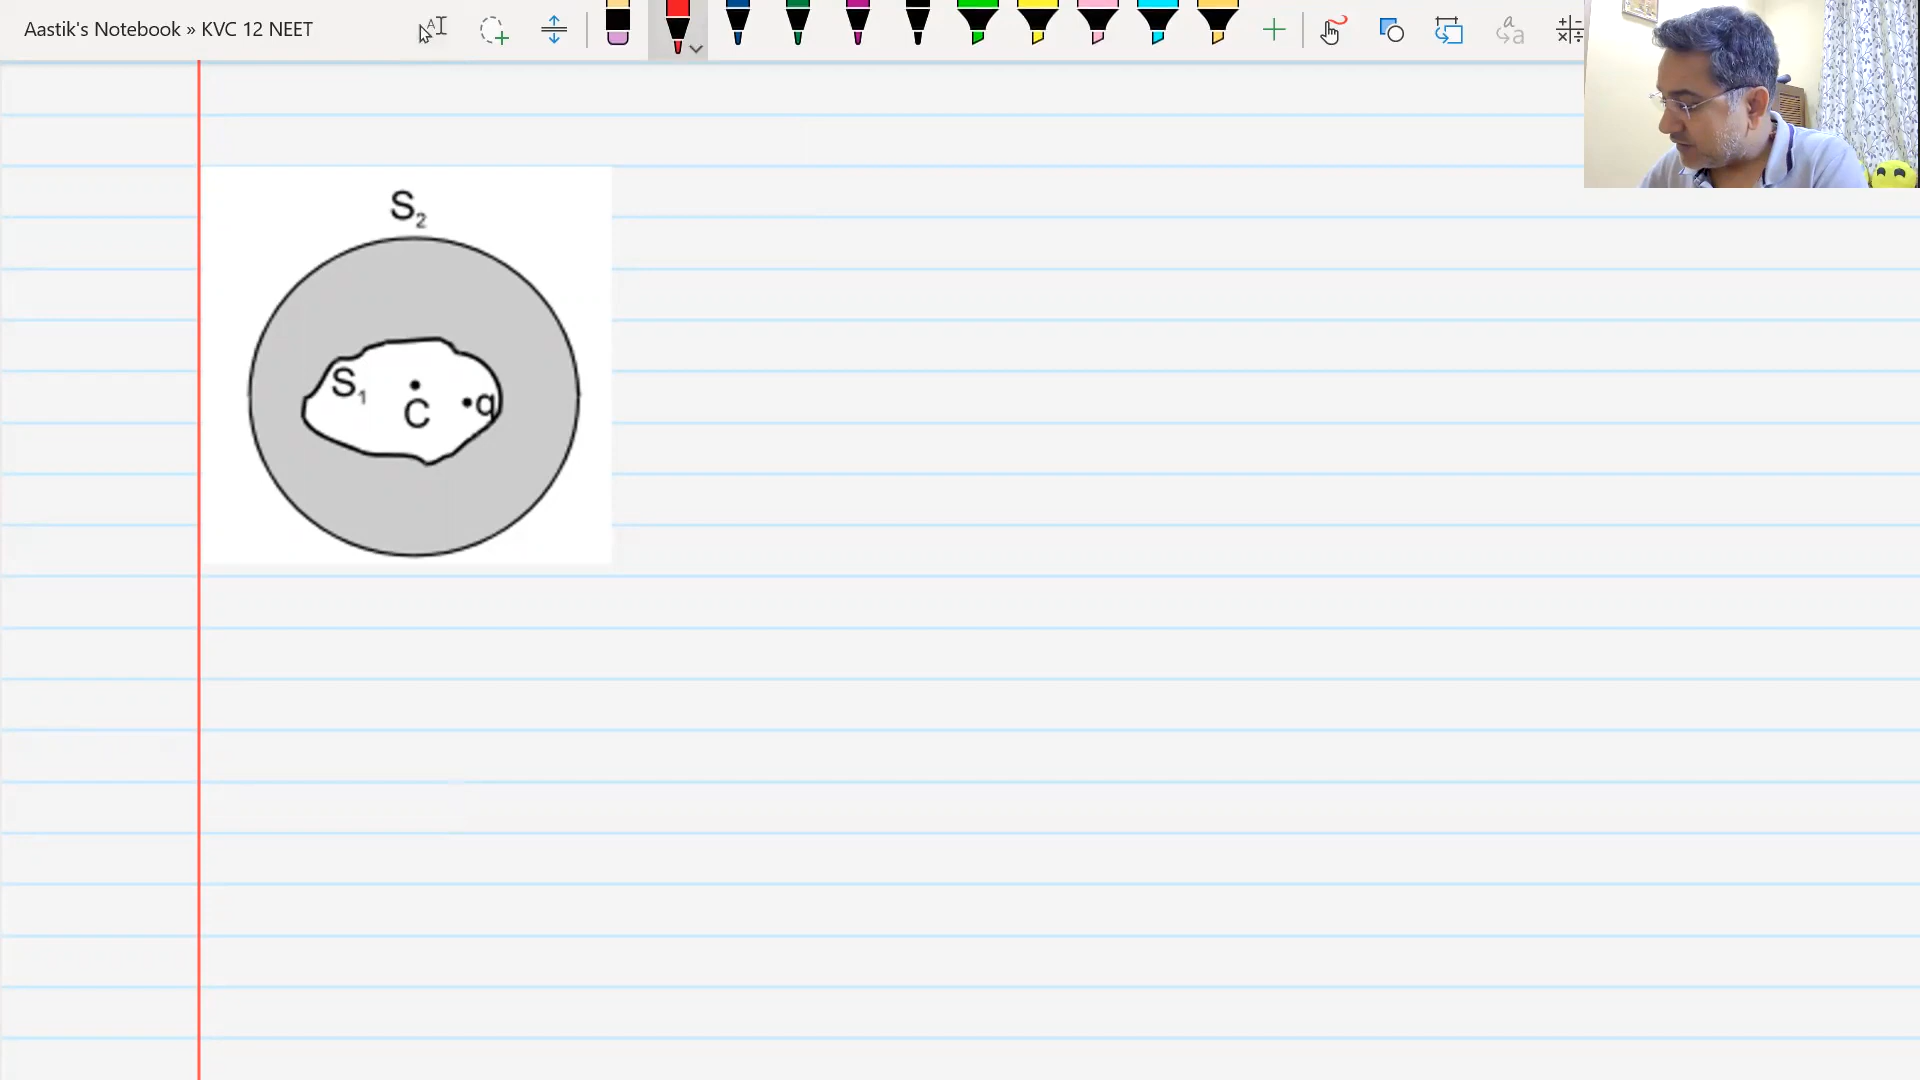 Aastik's Notebook » KVC 12 NEET
S₂
S₁
C
q